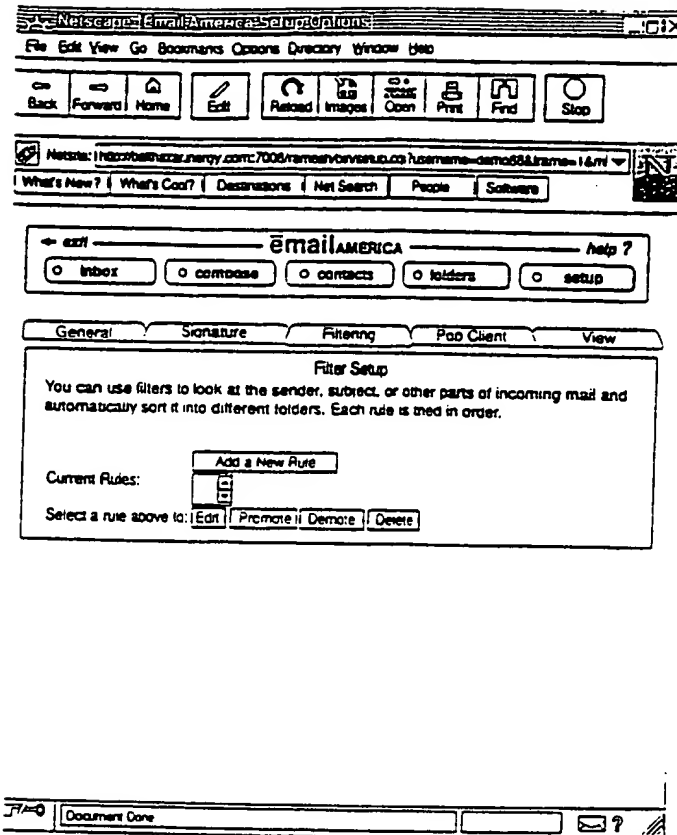 Netscape-[Email America Setup Options]
File Edit View Go Bookmarks Options Directory Window Help
Back Forward Home Edit Reload Images Open Print Find Stop
Netsite:
What's New? What's Cool? Destinations Net Search People Software
N
← exit ēmailAMERICA help ?
inbox compose contacts folders setup
General Signature Filtering Pop Client View
Filter Setup
You can use filters to look at the sender, subject, or other parts of incoming mail and
automatically sort it into different folders. Each rule is tried in order.
Add a New Rule
Current Rules:
Select a rule above to: Edit Promote Demote Delete
Document Done
?